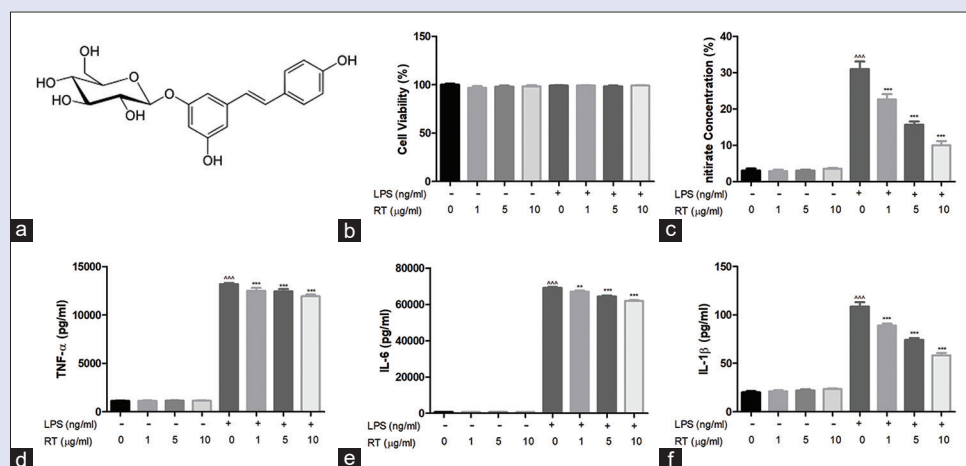 OH
HO
O
HO
O
OH
OH
OH
OH
a
Cell Viability (%)
150
100
50
0
LPS (ng/ml) - - - - + + + +
RT (µg/ml) 0 1 5 10 0 1 5 10
b
nitirate Concentration (%)
40
30
20
10
0
^^^
***
***
***
LPS (ng/ml) - - - - + + + +
RT (µg/ml) 0 1 5 10 0 1 5 10
c
TNF-α (pg/ml)
15000
10000
5000
0
^^^
***
***
***
LPS (ng/ml) - - - - + + + +
RT (µg/ml) 0 1 5 10 0 1 5 10
d
IL-6 (pg/ml)
80000
60000
40000
20000
0
^^^
**
***
***
LPS (ng/ml) - - - - + + + +
RT (µg/ml) 0 1 5 10 0 1 5 10
e
IL-1β (pg/ml)
150
100
50
0
^^^
***
***
***
LPS (ng/ml) - - - - + + + +
RT (µg/ml) 0 1 5 10 0 1 5 10
f